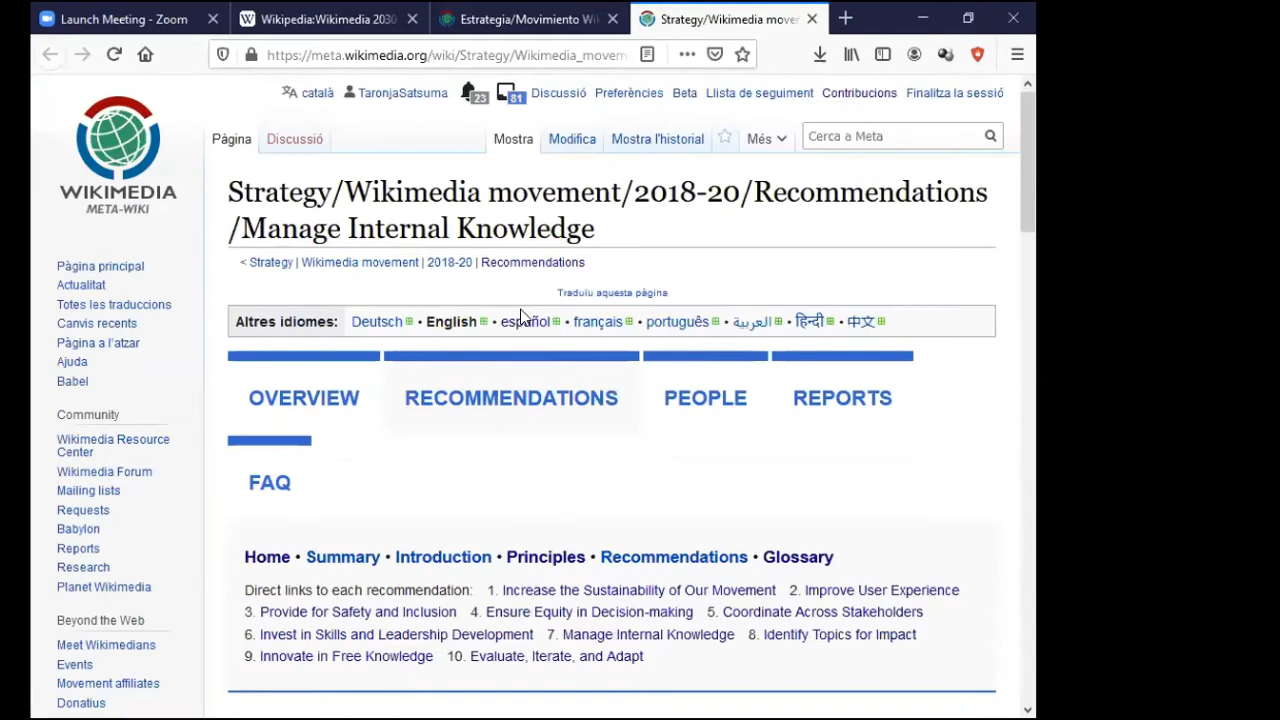 Launch Meeting - Zoom
Wikipedia:Wikimedia 2030
Estrategia/Movimiento Wi
Strategy/Wikimedia move
https://meta.wikimedia.org/wiki/Strategy/Wikimedia_movem
català TaronjaSatsuma 23 81 Discussió Preferències Beta Llista de seguiment Contribucions Finalitza la sessió
Pàgina Discussió Mostra Modifica Mostra l'historial Més Cerca a Meta
WIKIMEDIA
META-WIKI
Strategy/Wikimedia movement/2018-20/Recommendations
/Manage Internal Knowledge
< Strategy | Wikimedia movement | 2018-20 | Recommendations
Traduïu aquesta pàgina
Altres idiomes: Deutsch • English • español • français • português • العربية • हिन्दी • 中文
OVERVIEW RECOMMENDATIONS PEOPLE REPORTS
FAQ
Home • Summary • Introduction • Principles • Recommendations • Glossary
Direct links to each recommendation: 1. Increase the Sustainability of Our Movement 2. Improve User Experience
3. Provide for Safety and Inclusion 4. Ensure Equity in Decision-making 5. Coordinate Across Stakeholders
6. Invest in Skills and Leadership Development 7. Manage Internal Knowledge 8. Identify Topics for Impact
9. Innovate in Free Knowledge 10. Evaluate, Iterate, and Adapt
Pàgina principal
Actualitat
Totes les traduccions
Canvis recents
Pàgina a l'atzar
Ajuda
Babel
Community
Wikimedia Resource
Center
Wikimedia Forum
Mailing lists
Requests
Babylon
Reports
Research
Planet Wikimedia
Beyond the Web
Meet Wikimedians
Events
Movement affiliates
Donatius